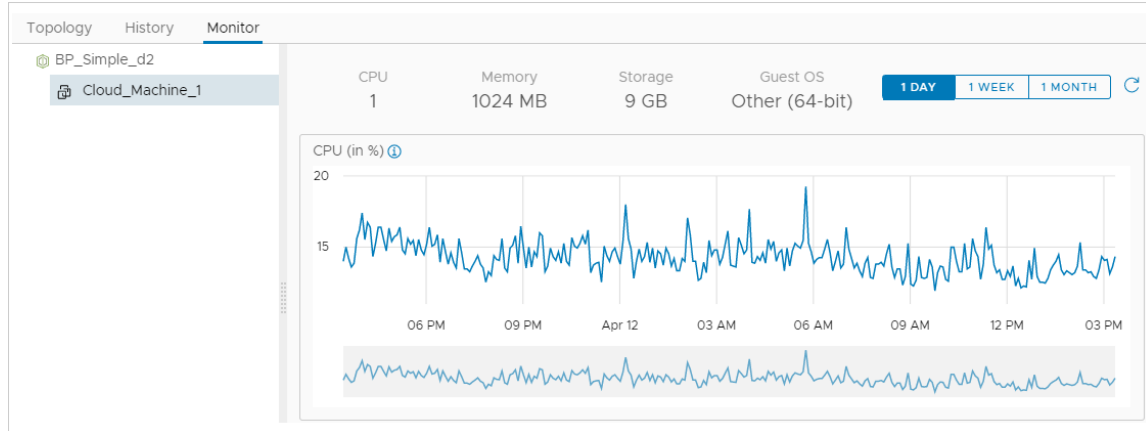 Topology History Monitor
BP_Simple_d2
Cloud_Machine_1
CPU Memory Storage Guest OS
1 1024 MB 9 GB Other (64-bit)
1 DAY 1 WEEK 1 MONTH
CPU (in %)
20
15
06 PM 09 PM Apr 12 03 AM 06 AM 09 AM 12 PM 03 PM